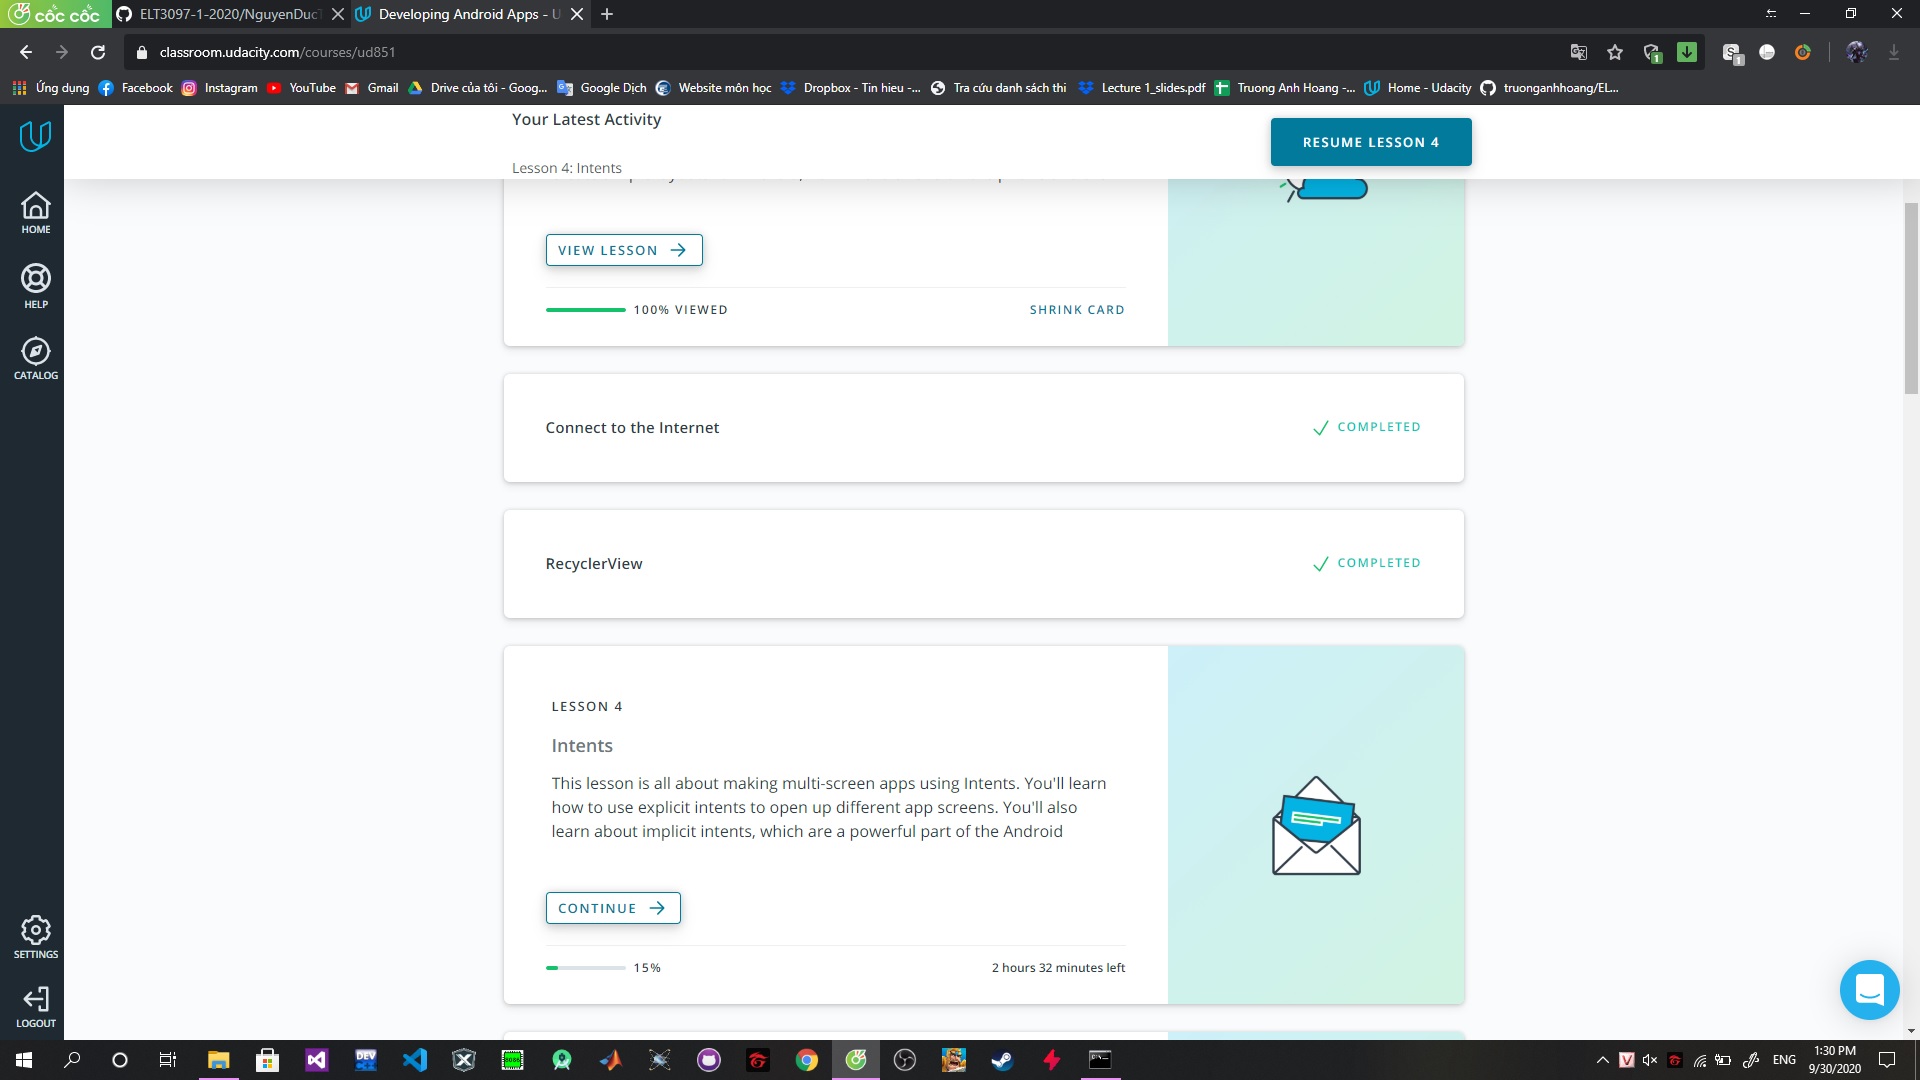 cốc cốc
ELT3097-1-2020/NguyenDuc
Developing Android Apps - U
classroom.udacity.com/courses/ud851
1
1
Ứng dụng
Facebook
Instagram
YouTube
Gmail
Drive của tôi - Goog...
Google Dịch
Website môn học
Dropbox - Tin hieu -...
Tra cứu danh sách thi
Lecture 1_slides.pdf
Truong Anh Hoang -...
Home - Udacity
truonganhhoang/EL...
Your Latest Activity
Lesson 4: Intents
RESUME LESSON 4
HOME
HELP
CATALOG
SETTINGS
LOGOUT
VIEW LESSON
100% VIEWED
SHRINK CARD
Connect to the Internet
COMPLETED
RecyclerView
COMPLETED
LESSON 4
Intents
This lesson is all about making multi-screen apps using Intents. You'll learn
how to use explicit intents to open up different app screens. You'll also
learn about implicit intents, which are a powerful part of the Android
CONTINUE
15%
2 hours 32 minutes left
DEV
V
ENG
1:30 PM
9/30/2020